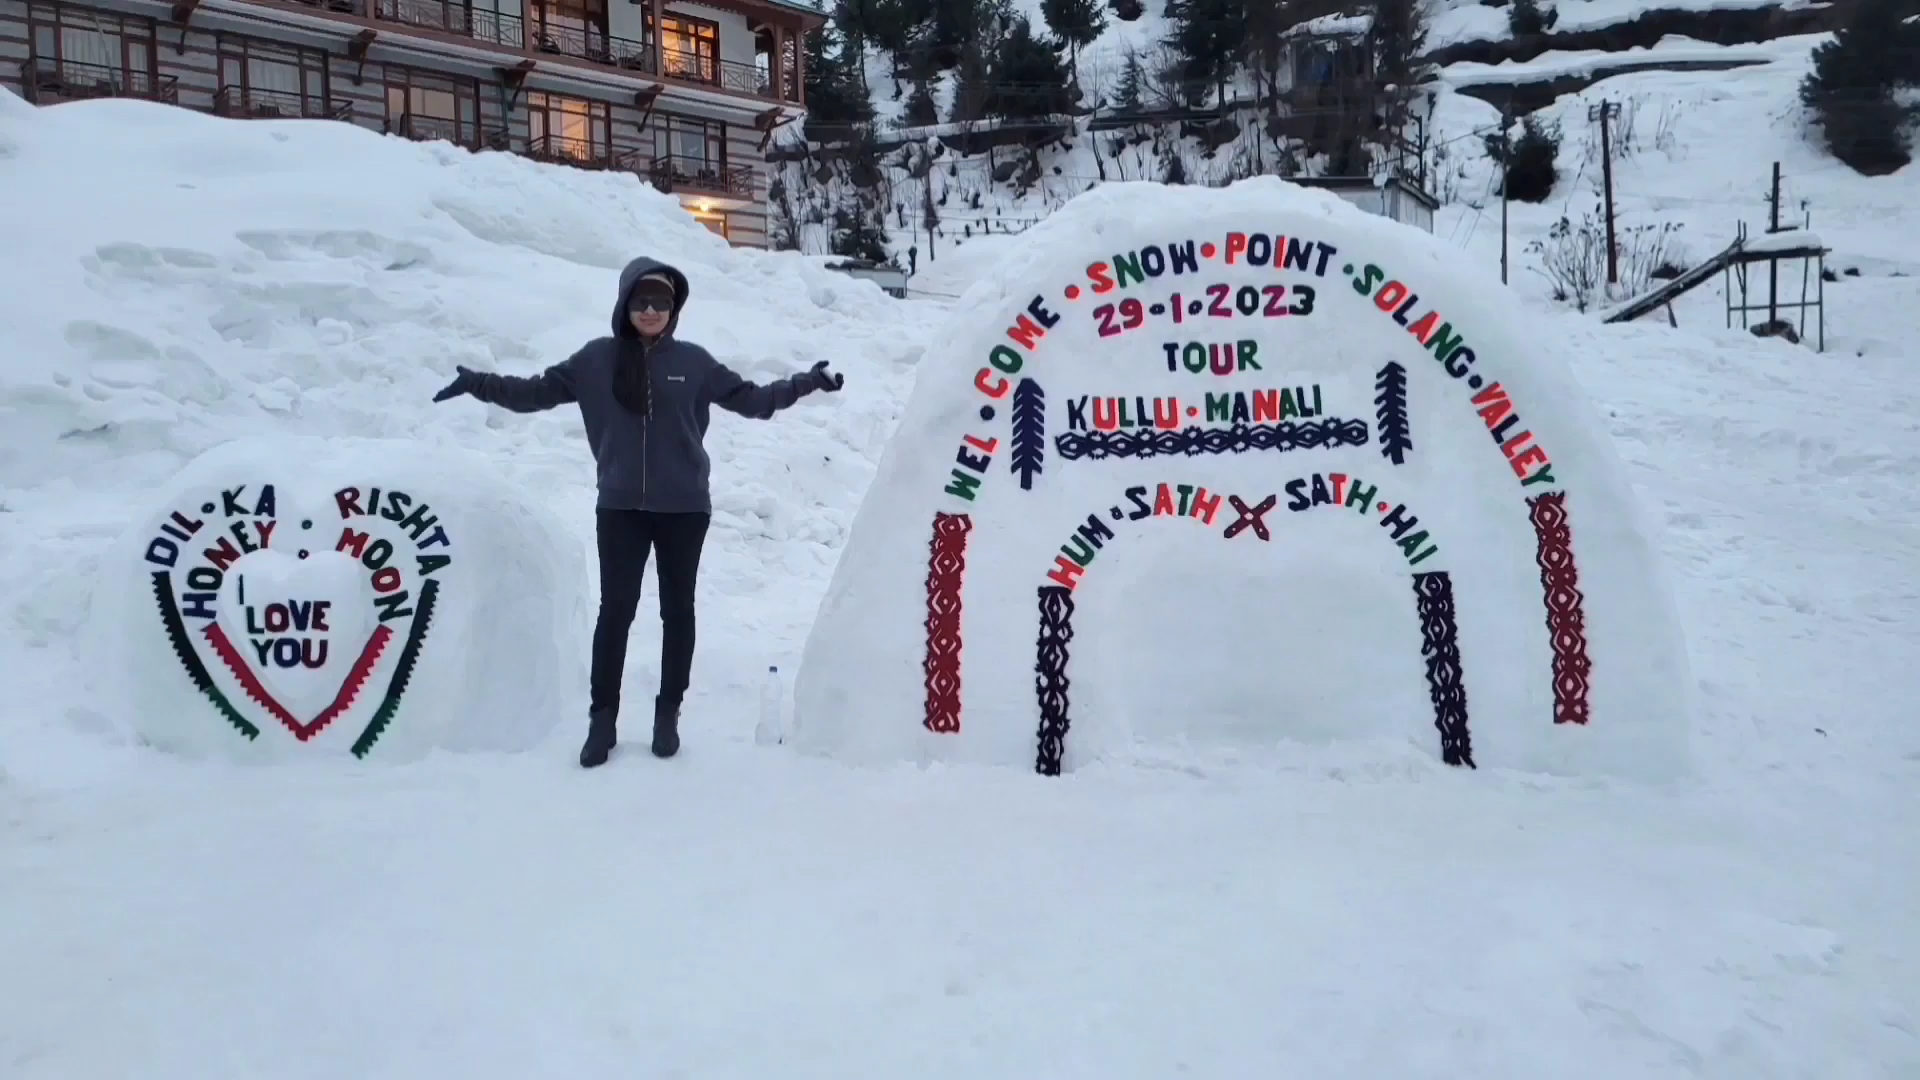 DIL•KA • RISHTA
HONEY • MOON
I
LOVE
YOU
WEL•COME•SNOW•POINT•SOLANG•VALLEY
29•1•2023
TOUR
KULLU•MANALI
HUM•SATH X SATH•HAI